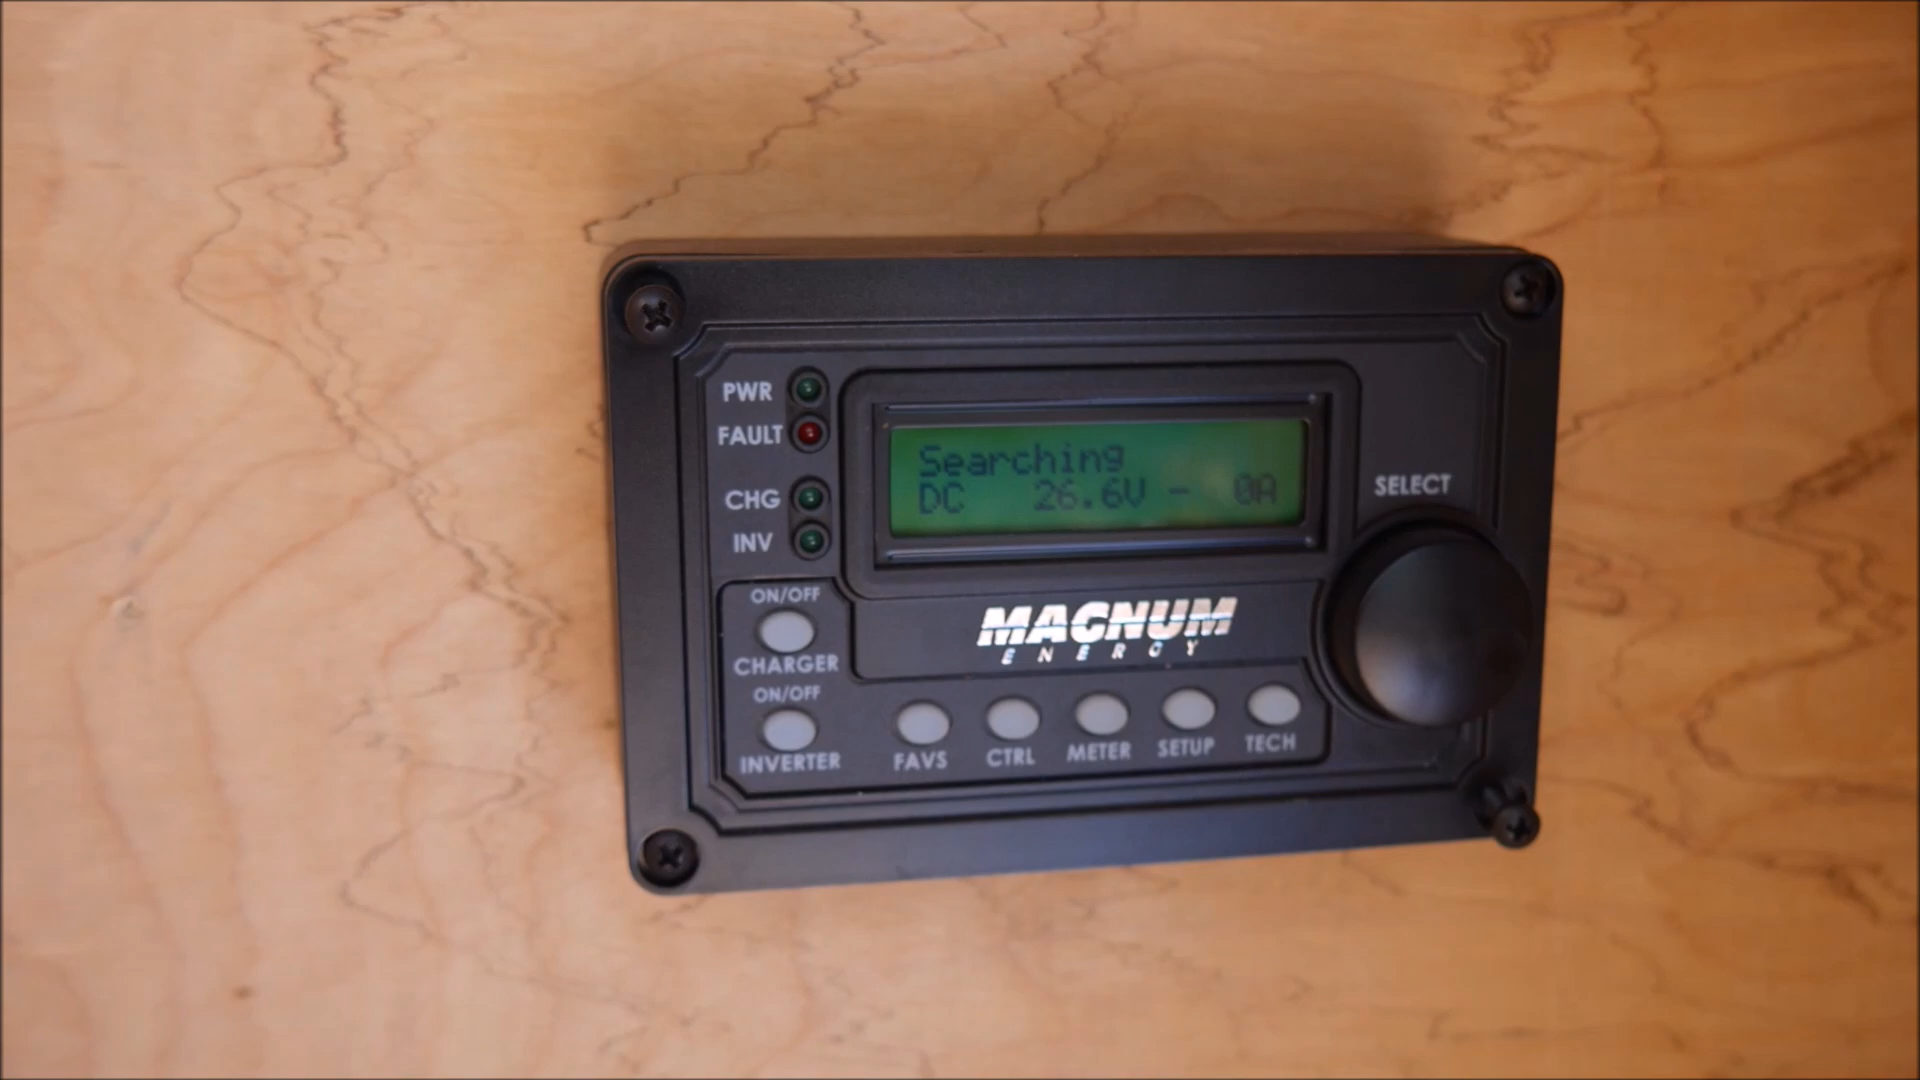 PWR
FAULT
CHG
INV
Searching
DC 26.6V - 0A
SELECT
ON/OFF
CHARGER
ON/OFF
INVERTER
MAGNUM
ENERGY
FAVS CTRL METER SETUP TECH